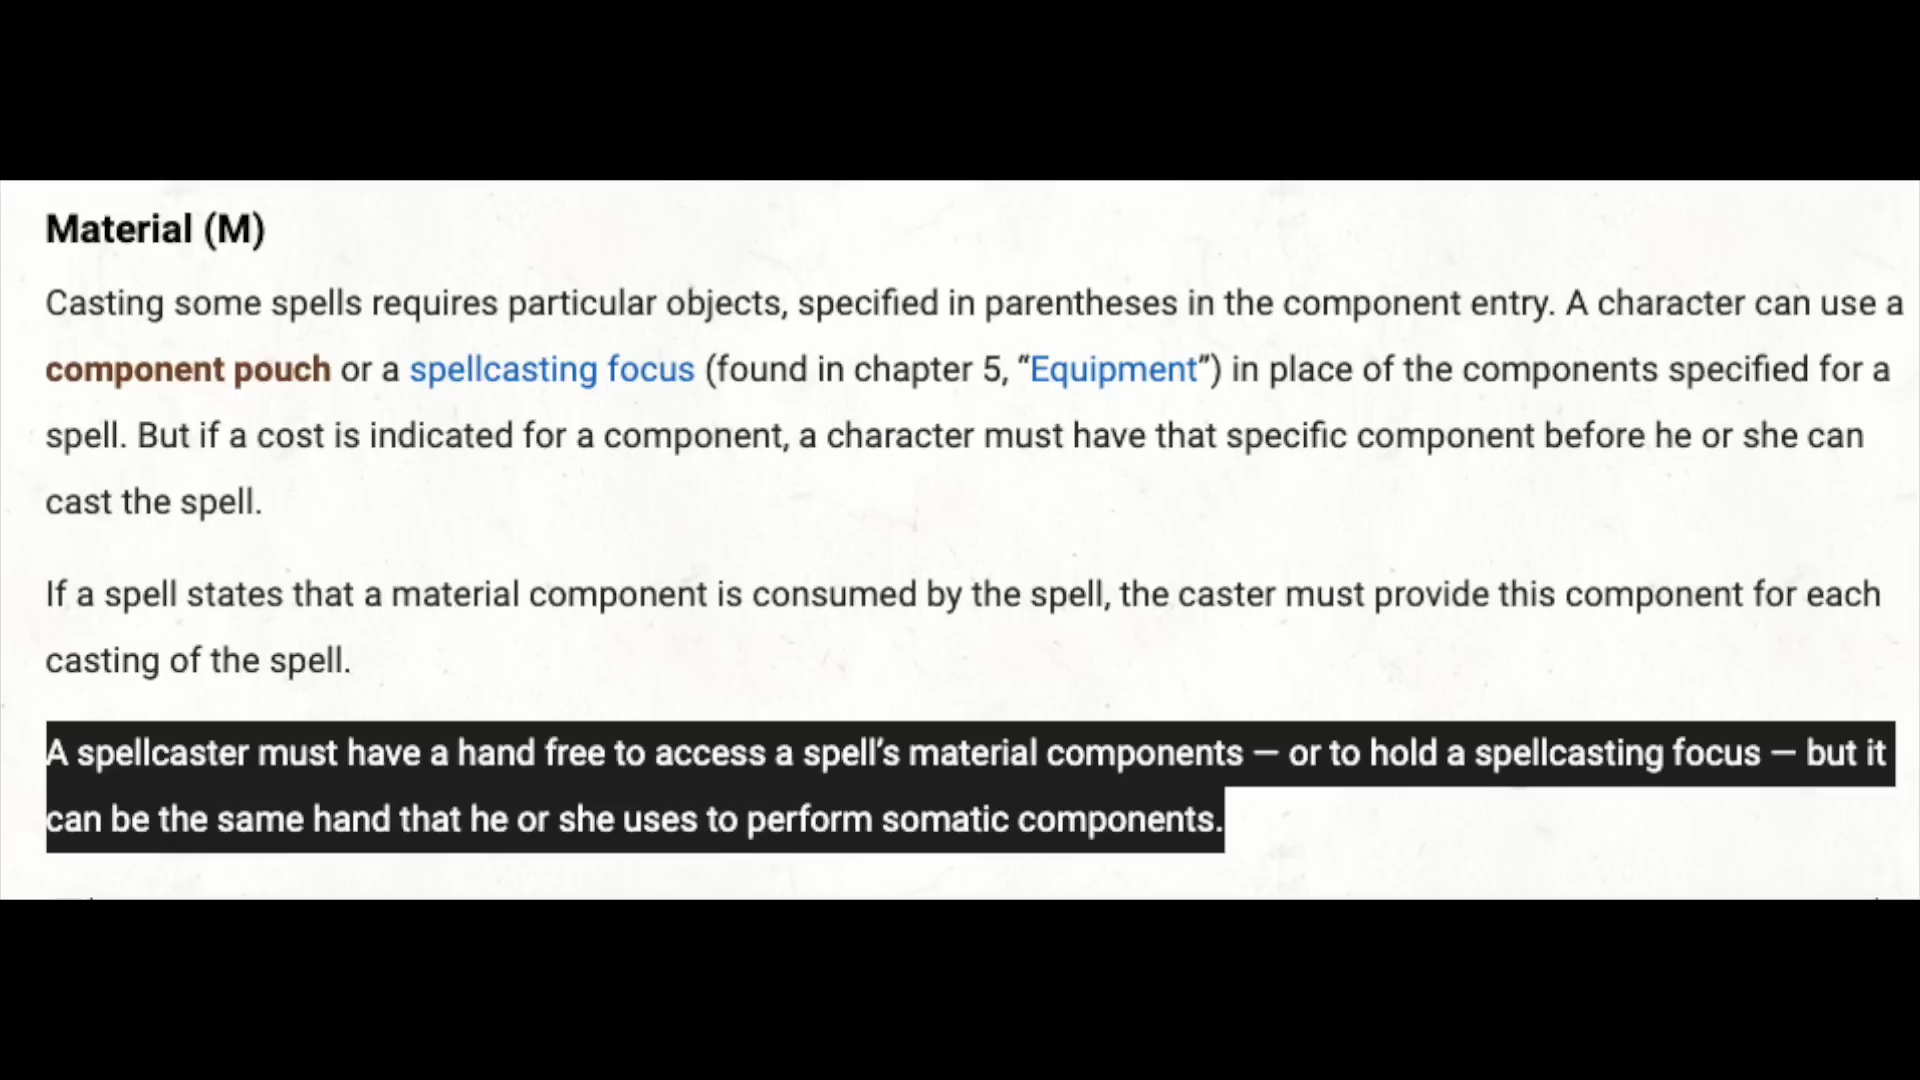 Material (M)
Casting some spells requires particular objects, specified in parentheses in the component entry. A character can use a
component pouch or a spellcasting focus (found in chapter 5, “Equipment”) in place of the components specified for a
spell. But if a cost is indicated for a component, a character must have that specific component before he or she can
cast the spell.
If a spell states that a material component is consumed by the spell, the caster must provide this component for each
casting of the spell.
A spellcaster must have a hand free to access a spell’s material components — or to hold a spellcasting focus — but it
can be the same hand that he or she uses to perform somatic components.